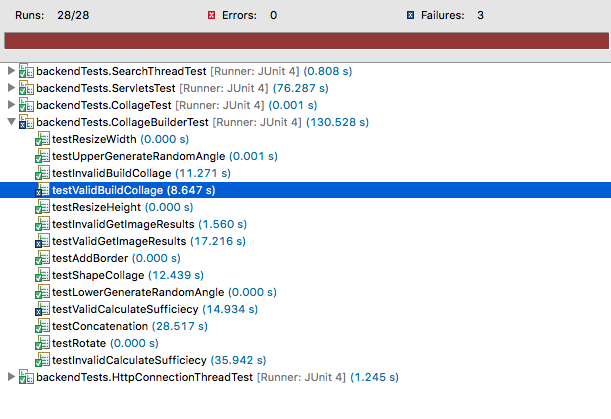 Runs: 28/28 Errors: 0 Failures: 3
backendTests.SearchThreadTest [Runner: JUnit 4] (0.808 s)
backendTests.ServletsTest [Runner: JUnit 4] (76.287 s)
backendTests.CollageTest [Runner: JUnit 4] (0.001 s)
backendTests.CollageBuilderTest [Runner: JUnit 4] (130.528 s)
testResizeWidth (0.000 s)
testUpperGenerateRandomAngle (0.001 s)
testInvalidBuildCollage (11.271 s)
testValidBuildCollage (8.647 s)
testResizeHeight (0.000 s)
testInvalidGetImageResults (1.560 s)
testValidGetImageResults (17.216 s)
testAddBorder (0.000 s)
testShapeCollage (12.439 s)
testLowerGenerateRandomAngle (0.000 s)
testValidCalculateSufficiecy (14.934 s)
testConcatenation (28.517 s)
testRotate (0.000 s)
testInvalidCalculateSufficiecy (35.942 s)
backendTests.HttpConnectionThreadTest [Runner: JUnit 4] (1.245 s)